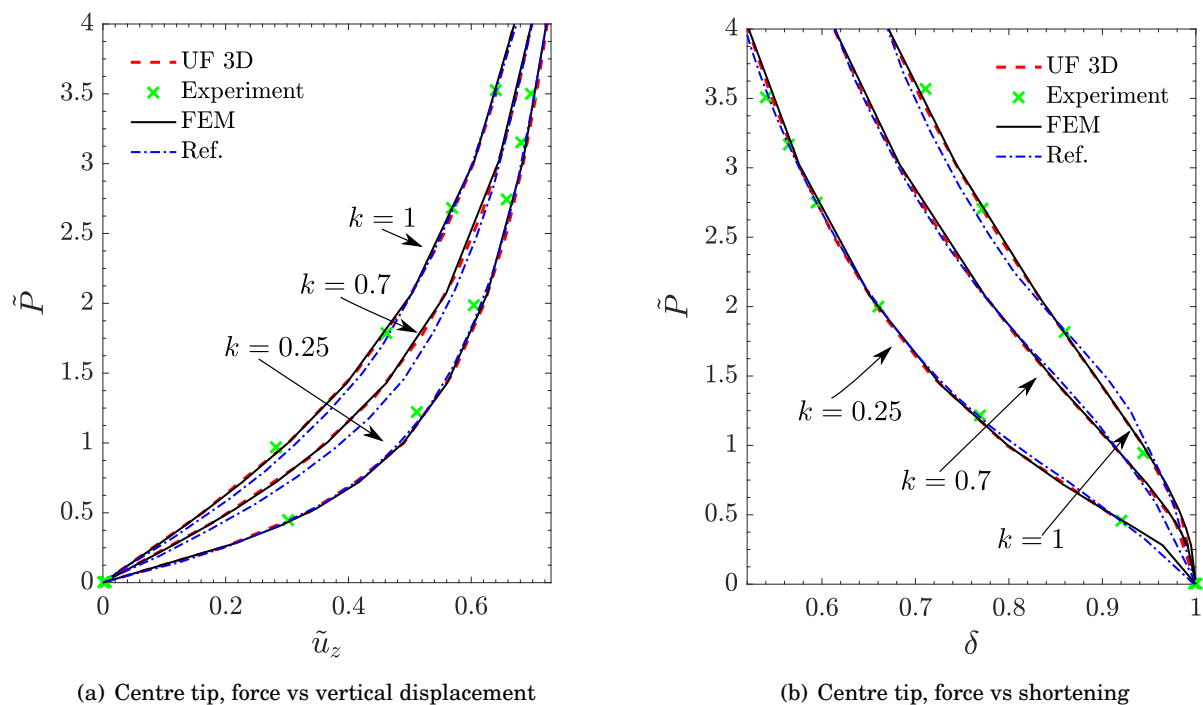 4
3.5
3
2.5
2
1.5
1
0.5
0
P̃
UF 3D
Experiment
FEM
Ref.
k = 1
k = 0.7
k = 0.25
0 0.2 0.4 0.6
ũ_z
(a) Centre tip, force vs vertical displacement
4
3.5
3
2.5
2
1.5
1
0.5
0
P̃
UF 3D
Experiment
FEM
Ref.
k = 0.25
k = 0.7
k = 1
0.6 0.7 0.8 0.9 1
δ
(b) Centre tip, force vs shortening